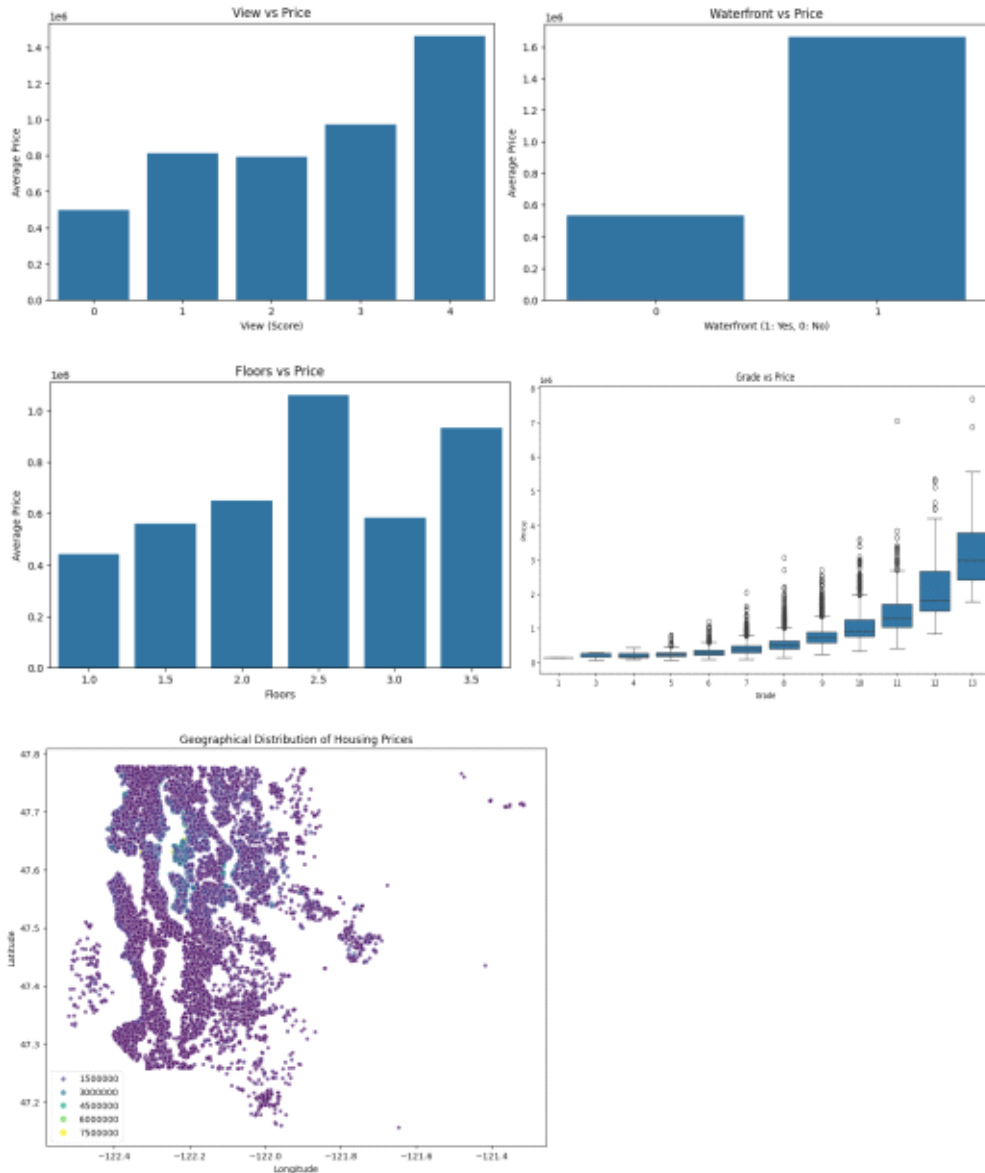 View vs Price
1e6
1.4
1.2
1.0
0.8
0.6
0.4
0.2
0.0
Average Price
0 1 2 3 4
View (Score)
Waterfront vs Price
1e6
1.6
1.4
1.2
1.0
0.8
0.6
0.4
0.2
0.0
Average Price
0 1
Waterfront (1: Yes, 0: No)
Floors vs Price
1e6
1.0
0.8
0.6
0.4
0.2
0.0
Average Price
1.0 1.5 2.0 2.5 3.0 3.5
Floors
Grade vs Price
1e6
8
7
6
5
4
3
2
1
0
Price
1 3 4 5 6 7 8 9 10 11 12 13
Grade
Geographical Distribution of Housing Prices
47.8
47.7
47.6
47.5
47.4
47.3
47.2
Latitude
1500000
3000000
4500000
6000000
7500000
−122.4 −122.2 −122.0 −121.8 −121.6 −121.4
Longitude